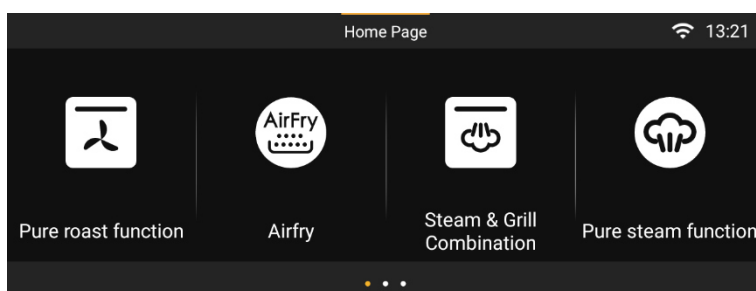 Home Page
13:21
AirFry
Pure roast function
Airfry
Steam & Grill
Combination
Pure steam function